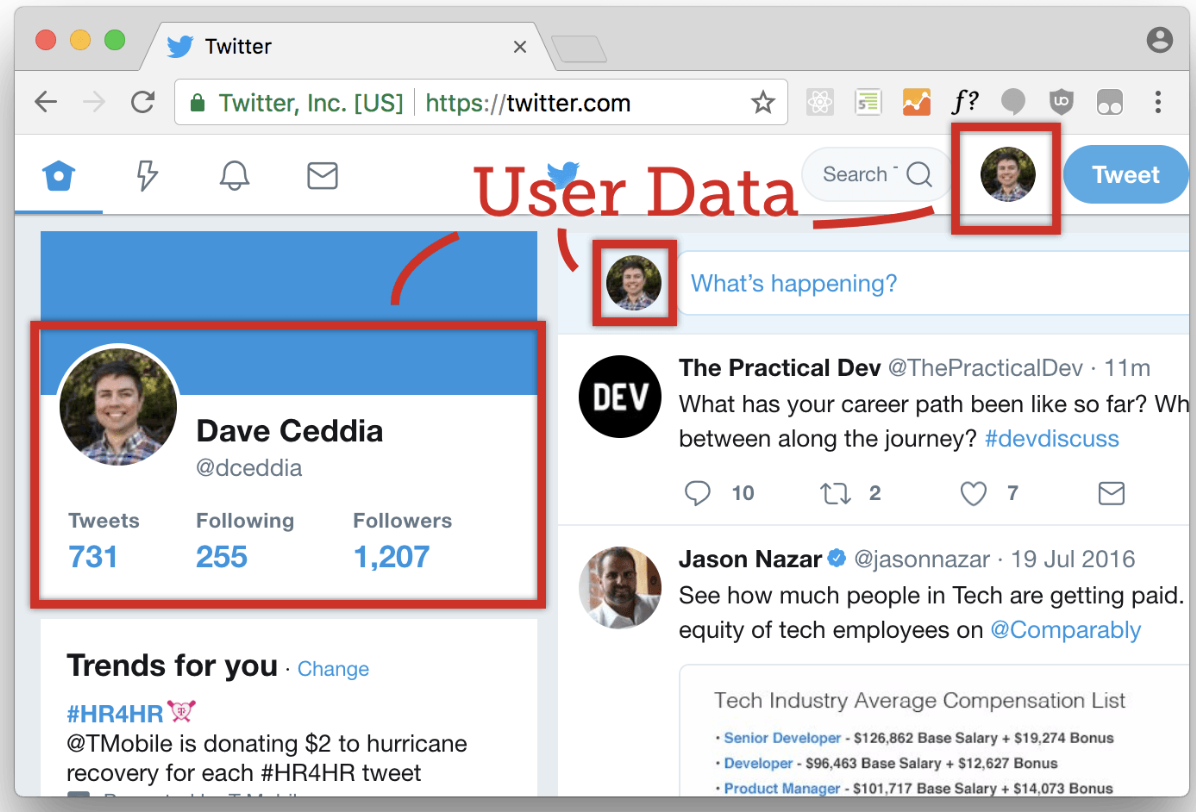 Twitter
Twitter, Inc. [US] https://twitter.com
f?
User Data
Search
Tweet
What's happening?
Dave Ceddia
@dceddia
Tweets Following Followers
731 255 1,207
Trends for you · Change
#HR4HR
@TMobile is donating $2 to hurricane
recovery for each #HR4HR tweet
DEV
The Practical Dev @ThePracticalDev · 11m
What has your career path been like so far? Wh
between along the journey? #devdiscuss
10 2 7
Jason Nazar @jasonnazar · 19 Jul 2016
See how much people in Tech are getting paid.
equity of tech employees on @Comparably
Tech Industry Average Compensation List
· Senior Developer - $126,862 Base Salary + $19,274 Bonus
· Developer - $96,463 Base Salary + $12,627 Bonus
· Product Manager - $101,717 Base Salary + $14,073 Bonus